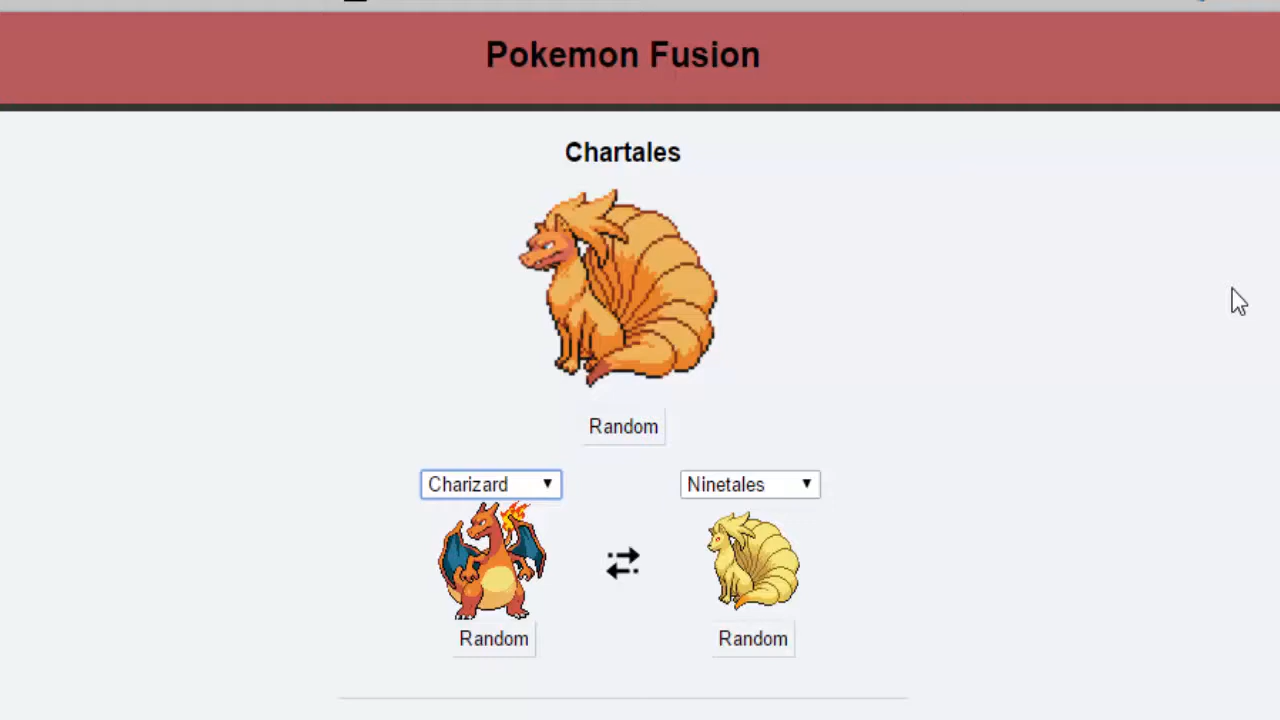 Pokemon Fusion
Chartales
Random
Charizard
Ninetales
Random
Random